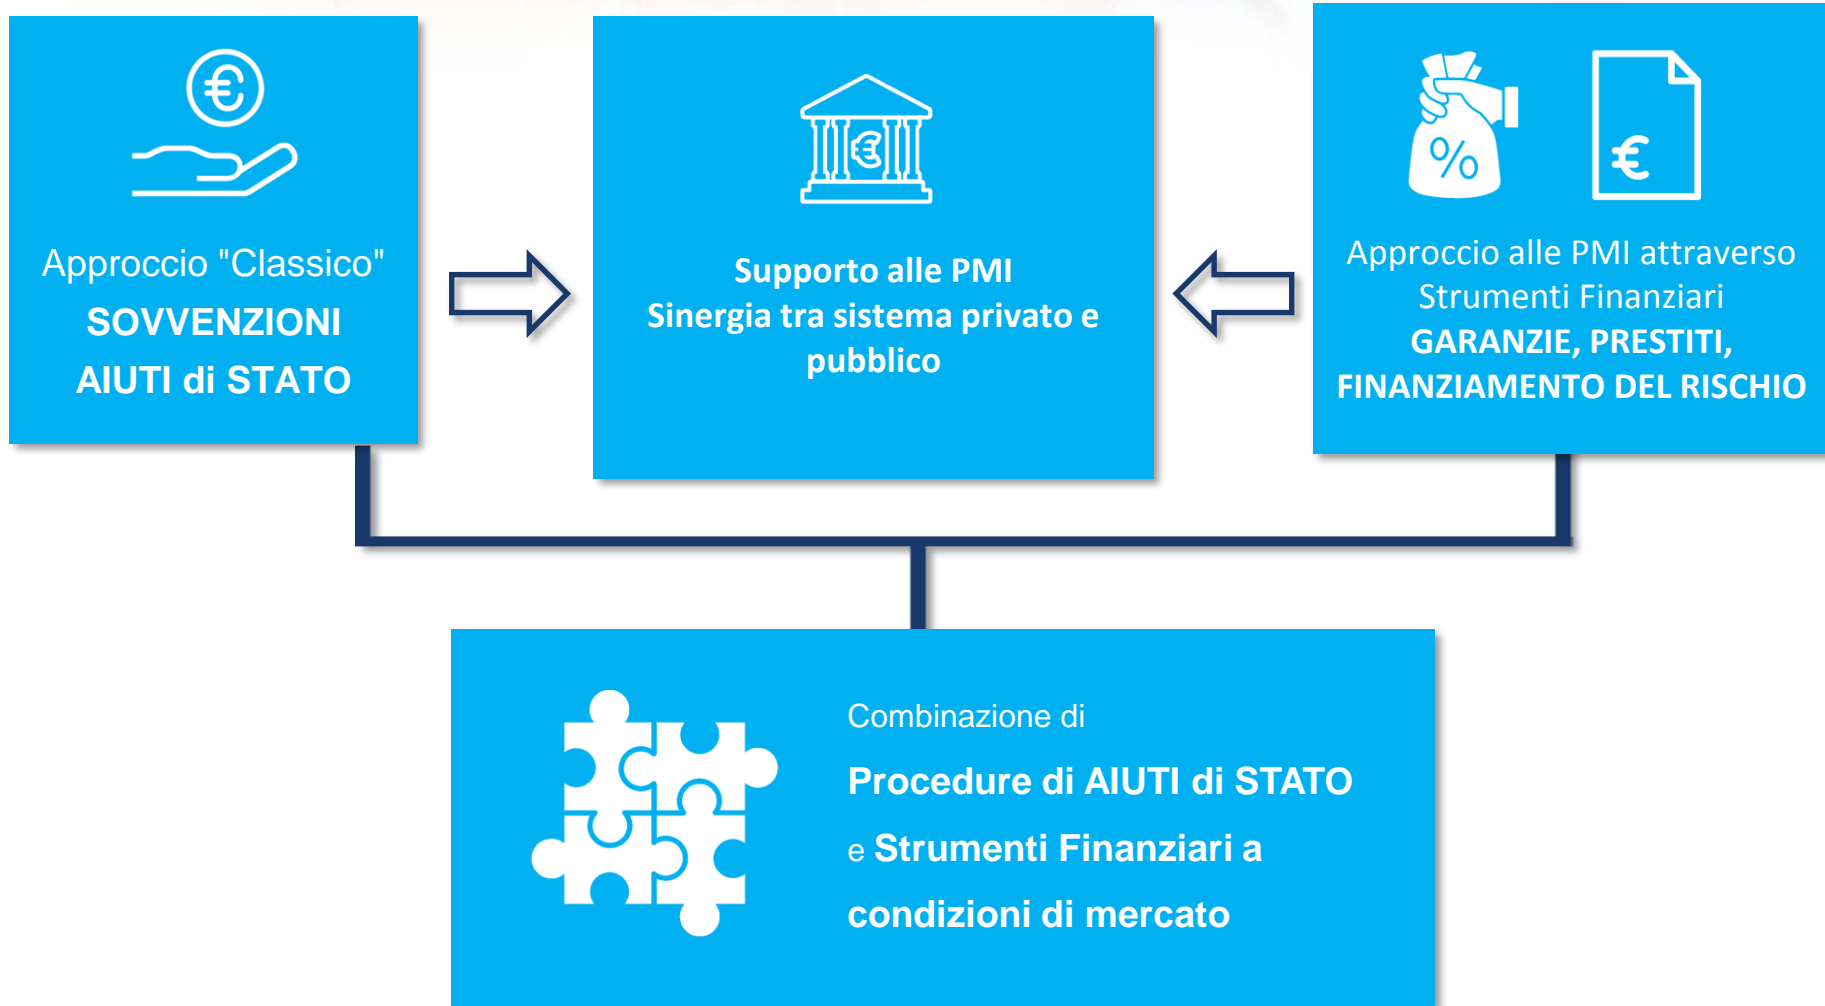 €
Approccio "Classico"
SOVVENZIONI
AIUTI di STATO
€
Supporto alle PMI
Sinergia tra sistema privato e
pubblico
%
€
Approccio alle PMI attraverso
Strumenti Finanziari
GARANZIE, PRESTITI,
FINANZIAMENTO DEL RISCHIO
Combinazione di
Procedure di AIUTI di STATO
e Strumenti Finanziari a
condizioni di mercato